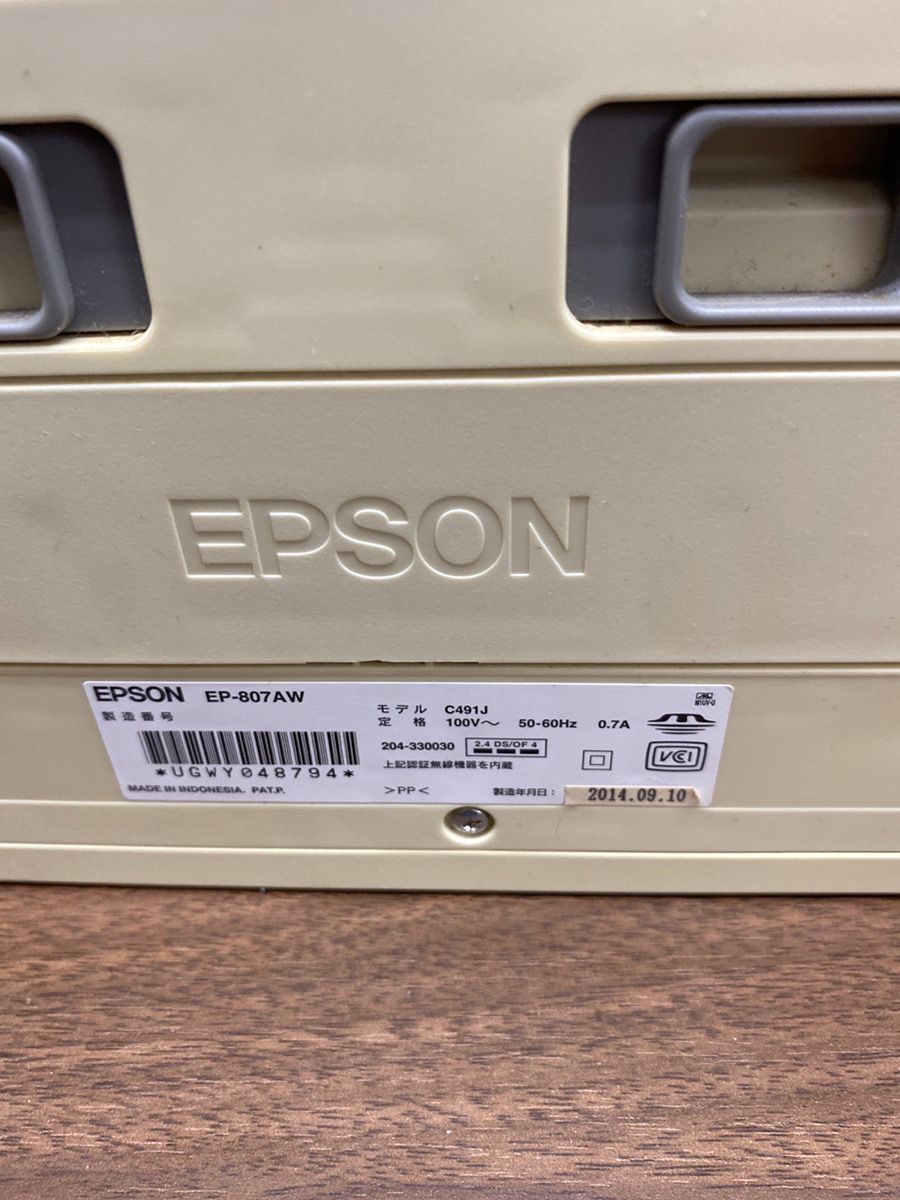 EPSON
EPSON EP-807AW
製造番号
*UGWY048794*
MADE IN INDONESIA. PAT.P.
モデル C491J
定格 100V～ 50-60Hz 0.7A
204-330030 2.4 DS/OF 4
上記認証無線機器を内蔵
>PP<
製造年月日： 2014.09.10
M1UV-U
VCI